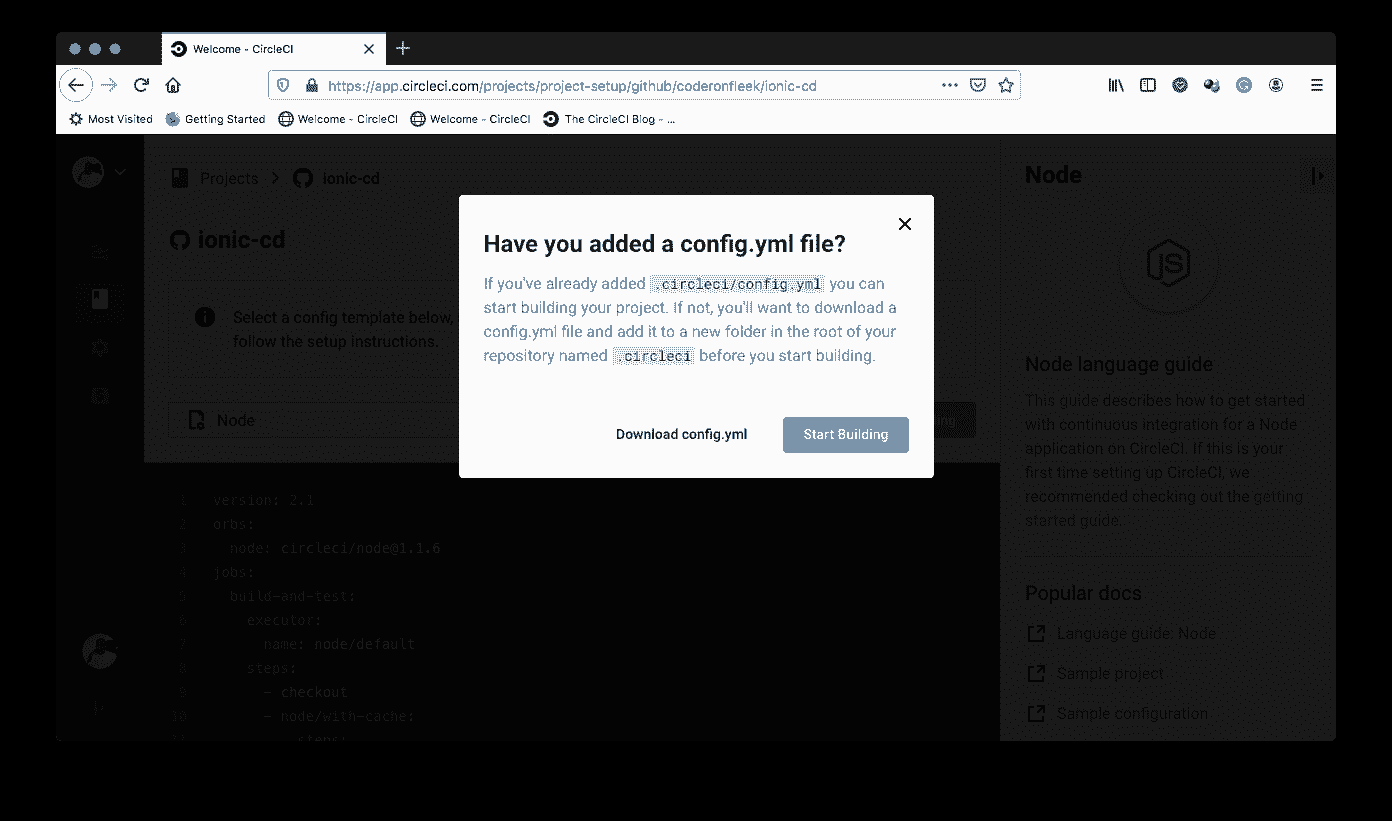 Welcome - CircleCI
https://app.circleci.com/projects/project-setup/github/coderonfleek/ionic-cd
Most Visited Getting Started Welcome - CircleCI Welcome - CircleCI The CircleCI Blog - ...
Projects > ionic-cd
ionic-cd
Select a config template below,
follow the setup instructions.
Node
Have you added a config.yml file?
If you've already added .circleci/config.yml you can
start building your project. If not, you'll want to download a
config.yml file and add it to a new folder in the root of your
repository named .circleci before you start building.
Download config.yml Start Building
1 version: 2.1
2 orbs:
3 node: circleci/node@1.1.6
4 jobs:
5 build-and-test:
6 executor:
7 name: node/default
8 steps:
9 - checkout
10 - node/with-cache:
11 steps:
Node
JS
Node language guide
This guide describes how to get started
with continuous integration for a Node
application on CircleCI. If this is your
first time setting up CircleCI, we
recommended checking out the getting
started guide.
Popular docs
Language guide: Node
Sample project
Sample configuration